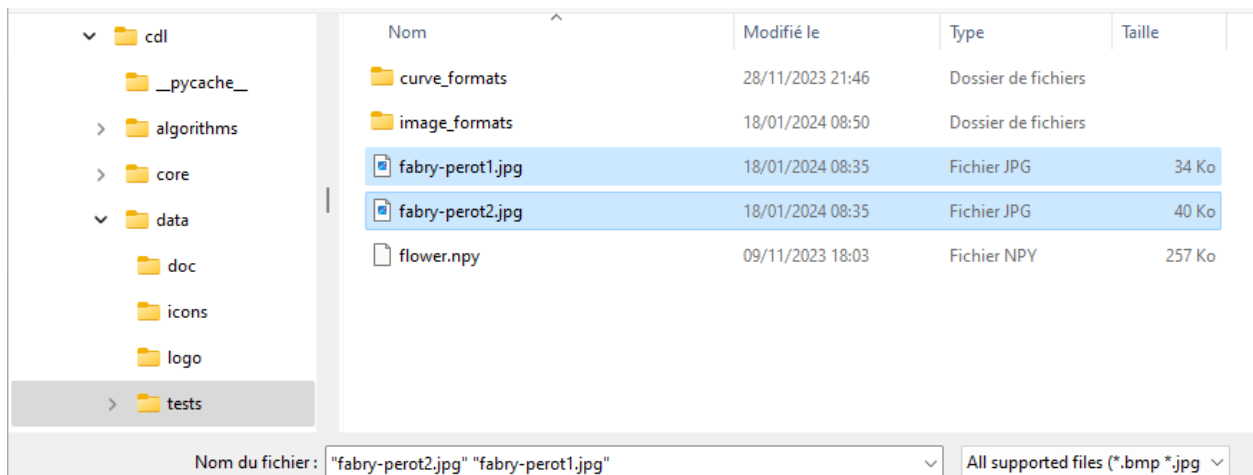 cdl
__pycache__
algorithms
core
data
doc
icons
logo
tests
Nom Modifié le Type Taille
curve_formats 28/11/2023 21:46 Dossier de fichiers
image_formats 18/01/2024 08:50 Dossier de fichiers
fabry-perot1.jpg 18/01/2024 08:35 Fichier JPG 34 Ko
fabry-perot2.jpg 18/01/2024 08:35 Fichier JPG 40 Ko
flower.npy 09/11/2023 18:03 Fichier NPY 257 Ko
Nom du fichier : "fabry-perot2.jpg" "fabry-perot1.jpg" All supported files (*.bmp *.jpg